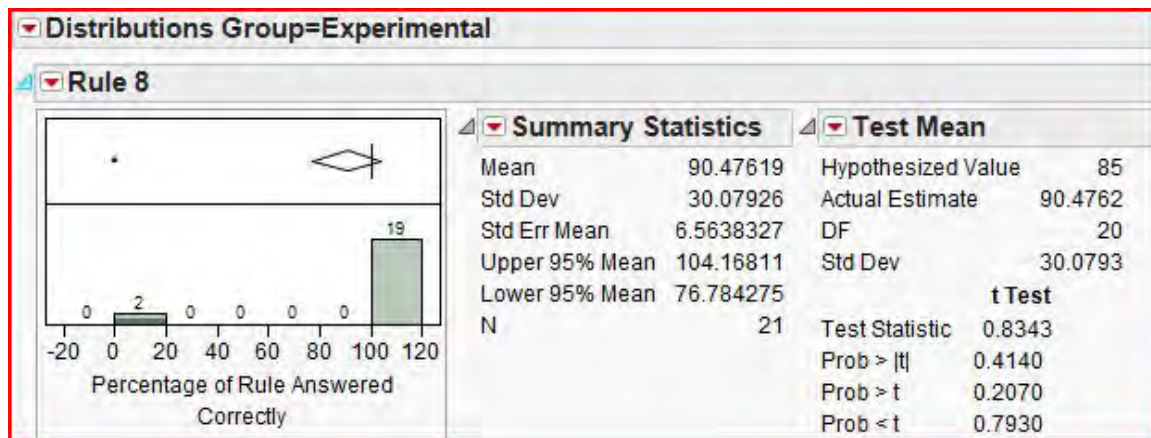 Distributions Group=Experimental
Rule 8
19
0 2 0 0 0 0
-20 0 20 40 60 80 100 120
Percentage of Rule Answered
Correctly
Summary Statistics
Mean 90.47619
Std Dev 30.07926
Std Err Mean 6.5638327
Upper 95% Mean 104.16811
Lower 95% Mean 76.784275
N 21
Test Mean
Hypothesized Value 85
Actual Estimate 90.4762
DF 20
Std Dev 30.0793
t Test
Test Statistic 0.8343
Prob > |t| 0.4140
Prob > t 0.2070
Prob < t 0.7930